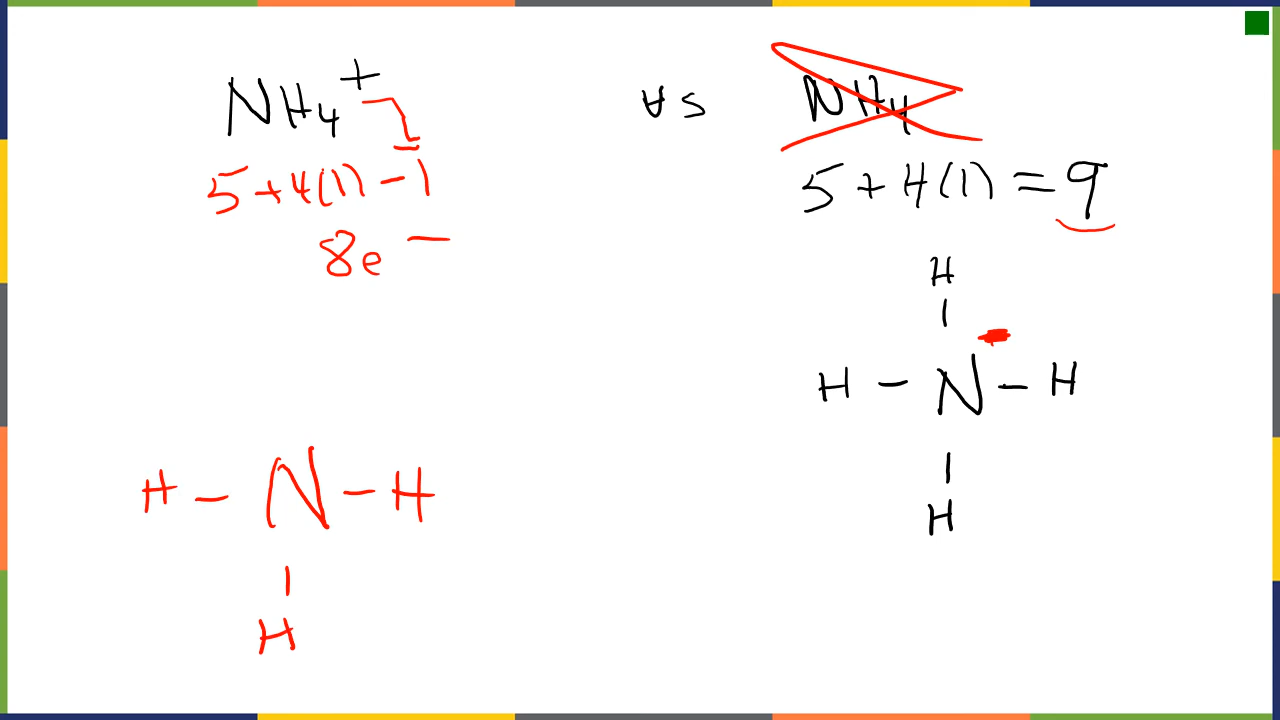 NH4+ vs NH4
5+4(1)-1
8e-
5+4(1)=9
H
H-N-H
H
H-N-H
H